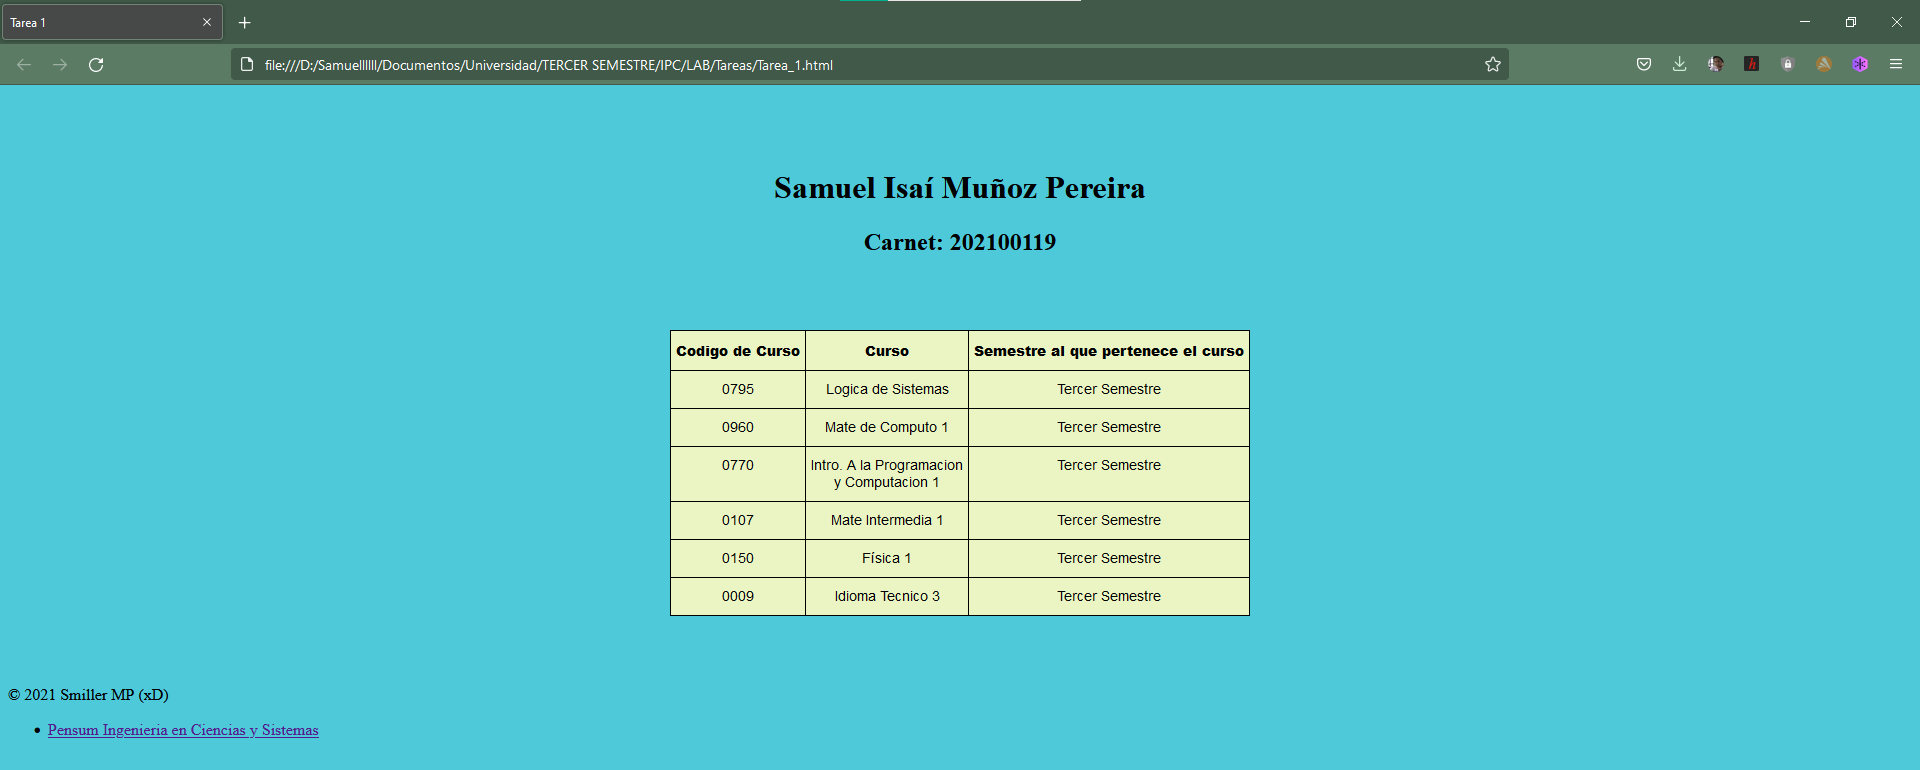 Tarea 1
file:///D:/Samuellllll/Documentos/Universidad/TERCER SEMESTRE/IPC/LAB/Tareas/Tarea_1.html
Samuel Isaí Muñoz Pereira
Carnet: 202100119
Codigo de Curso Curso Semestre al que pertenece el curso
0795 Logica de Sistemas Tercer Semestre
0960 Mate de Computo 1 Tercer Semestre
0770 Intro. A la Programacion Tercer Semestre
y Computacion 1
0107 Mate Intermedia 1 Tercer Semestre
0150 Física 1 Tercer Semestre
0009 Idioma Tecnico 3 Tercer Semestre
© 2021 Smiller MP (xD)
Pensum Ingenieria en Ciencias y Sistemas